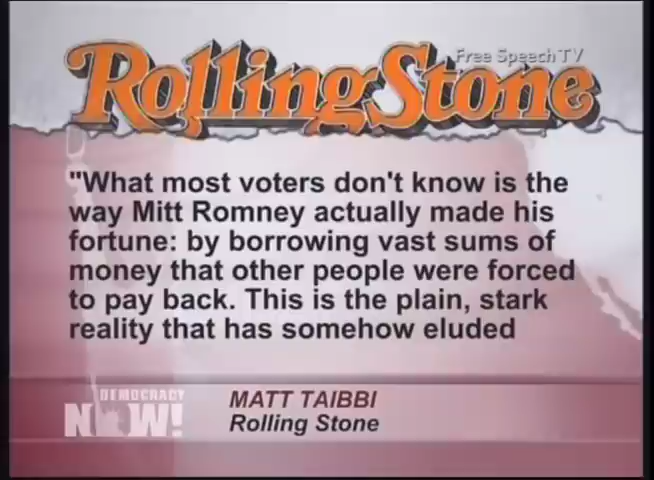 Free Speech TV
Rolling Stone
"What most voters don't know is the
way Mitt Romney actually made his
fortune: by borrowing vast sums of
money that other people were forced
to pay back. This is the plain, stark
reality that has somehow eluded
DEMOCRACY
NOW!
MATT TAIBBI
Rolling Stone